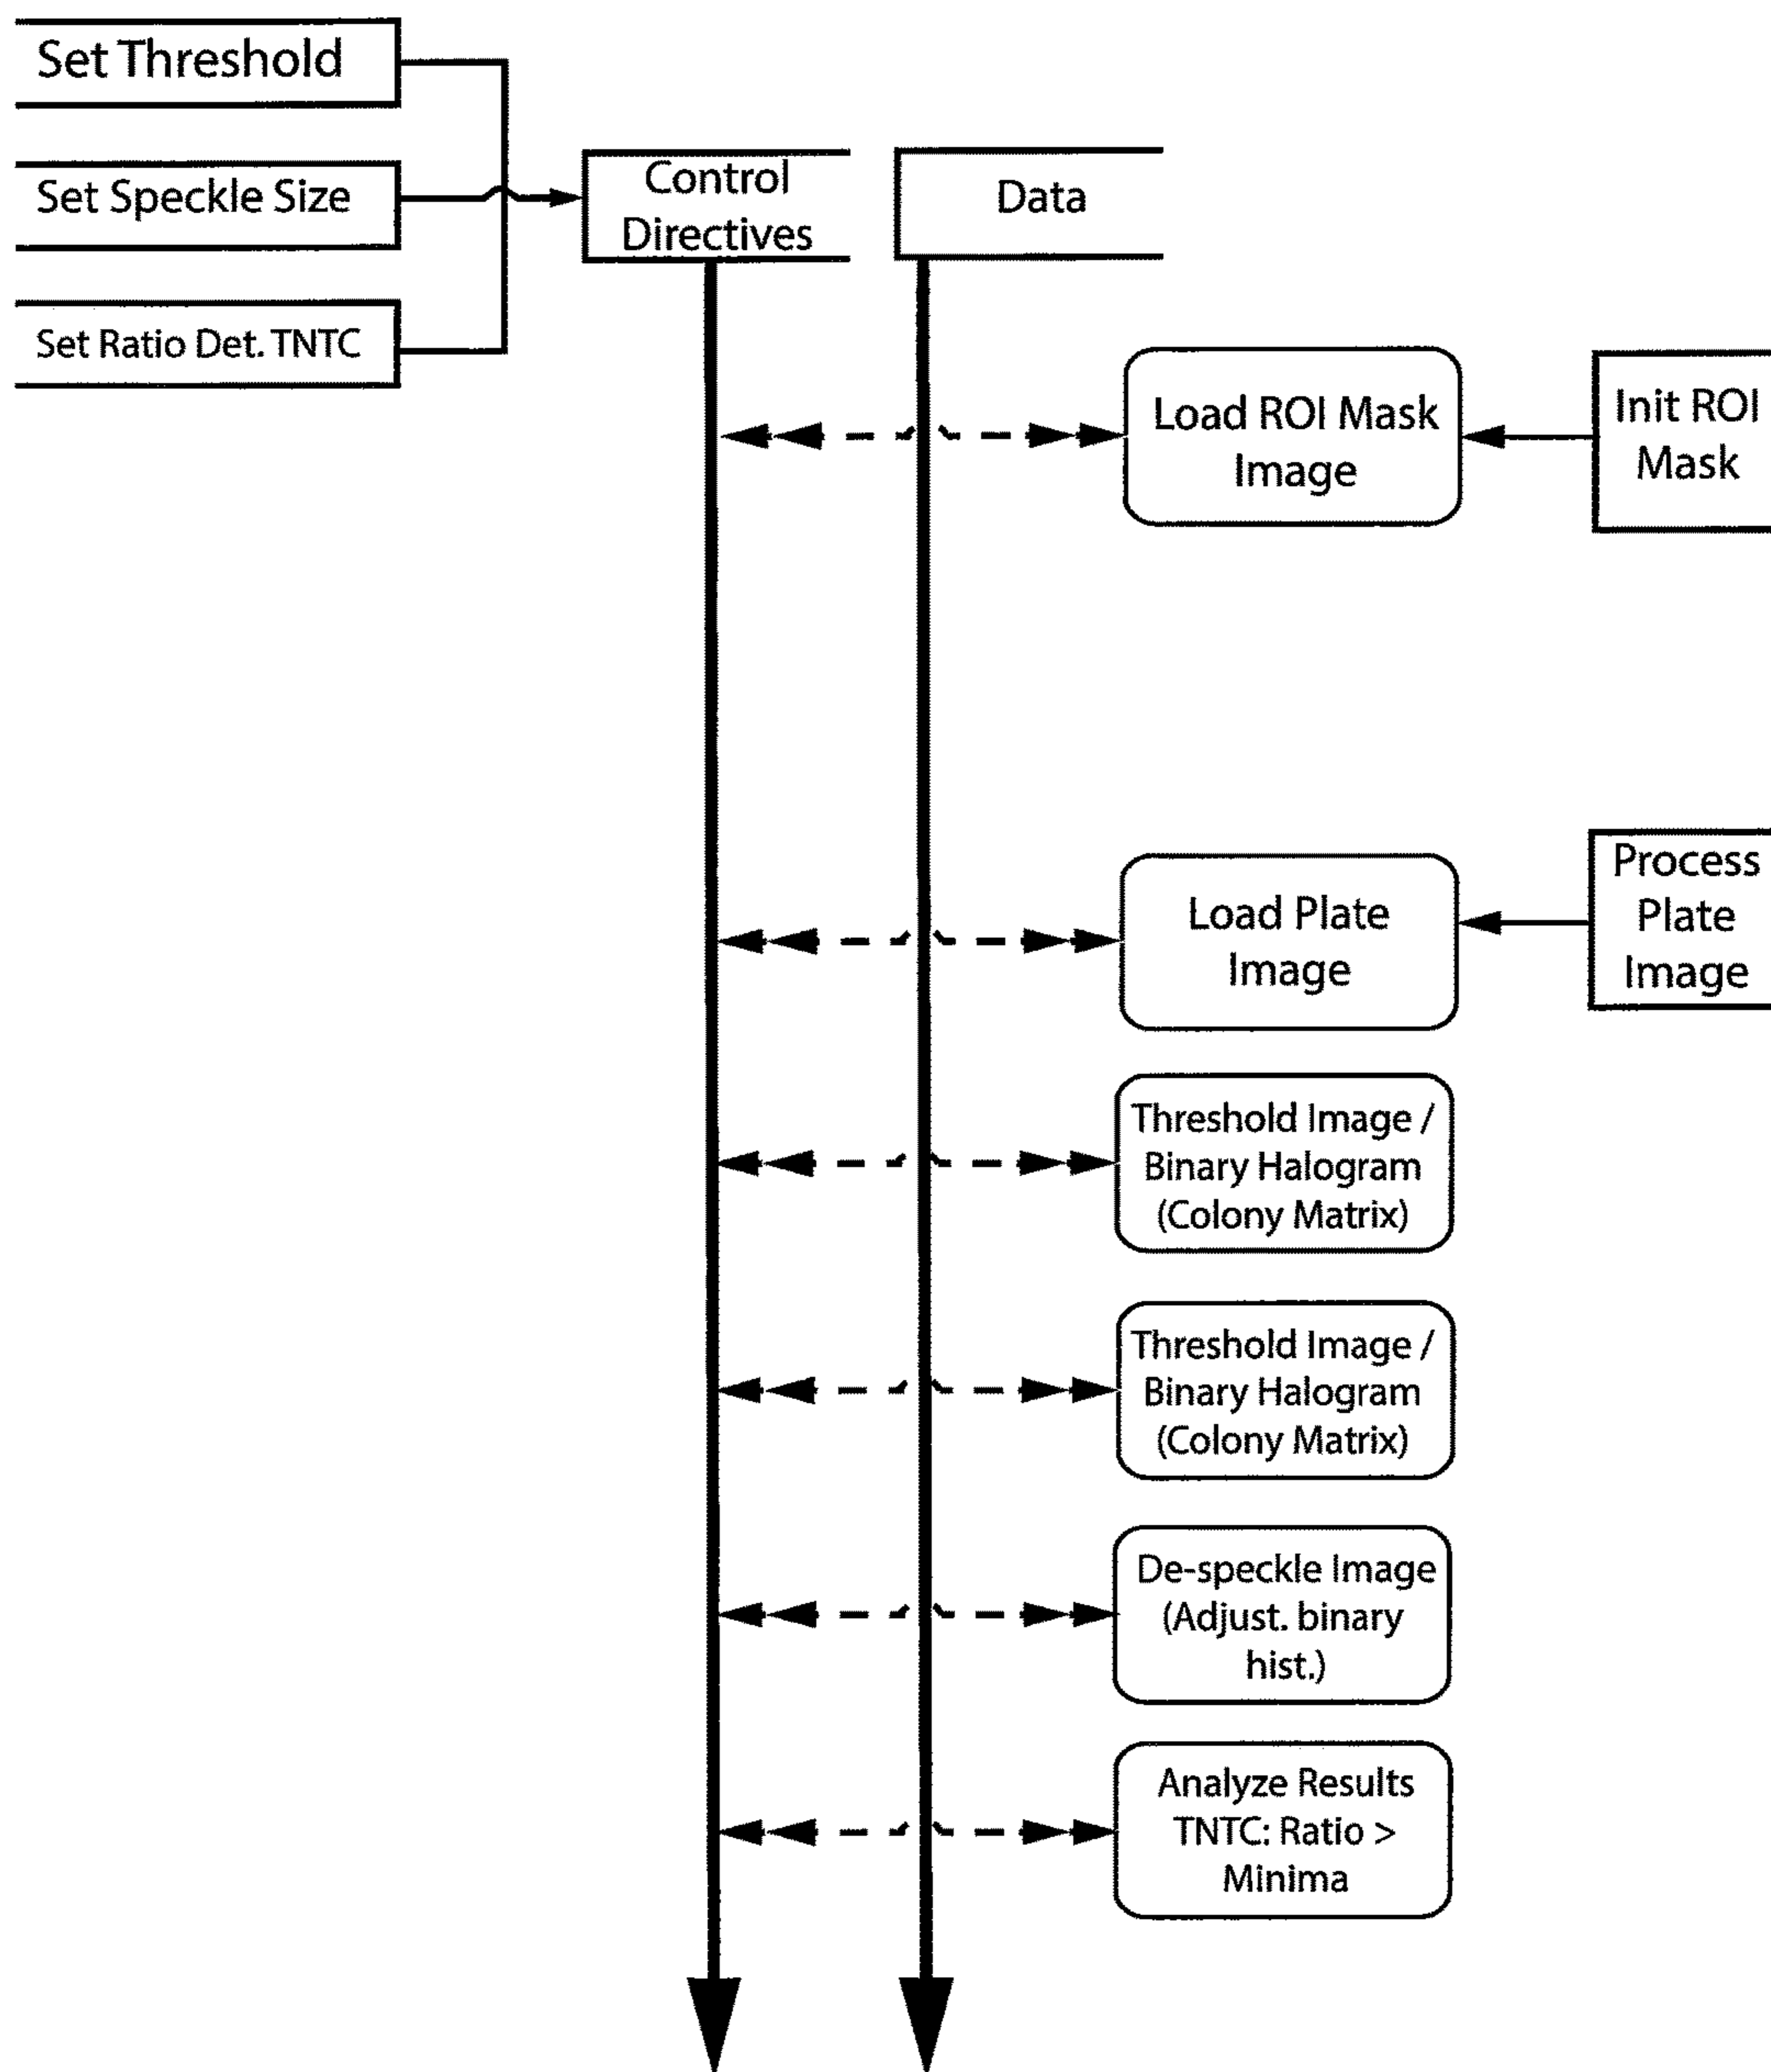 Set Threshold
Set Speckle Size
Set Ratio Det. TNTC
Control
Directives
Data
Load ROI Mask
Image
Init ROI
Mask
Load Plate
Image
Process
Plate
Image
Threshold Image /
Binary Halogram
(Colony Matrix)
Threshold Image /
Binary Halogram
(Colony Matrix)
De-speckle Image
(Adjust. binary
hist.)
Analyze Results
TNTC: Ratio >
Minima